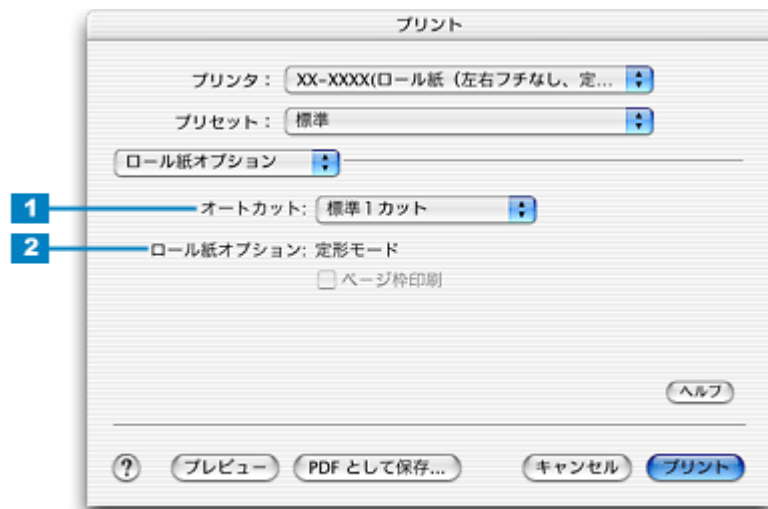 プリント
プリンタ： XX-XXXX(ロール紙（左右フチなし、定...
プリセット： 標準
ロール紙オプション
1 オートカット: 標準１カット
2 ロール紙オプション: 定形モード
ページ枠印刷
ヘルプ
? プレビュー PDF として保存... キャンセル プリント